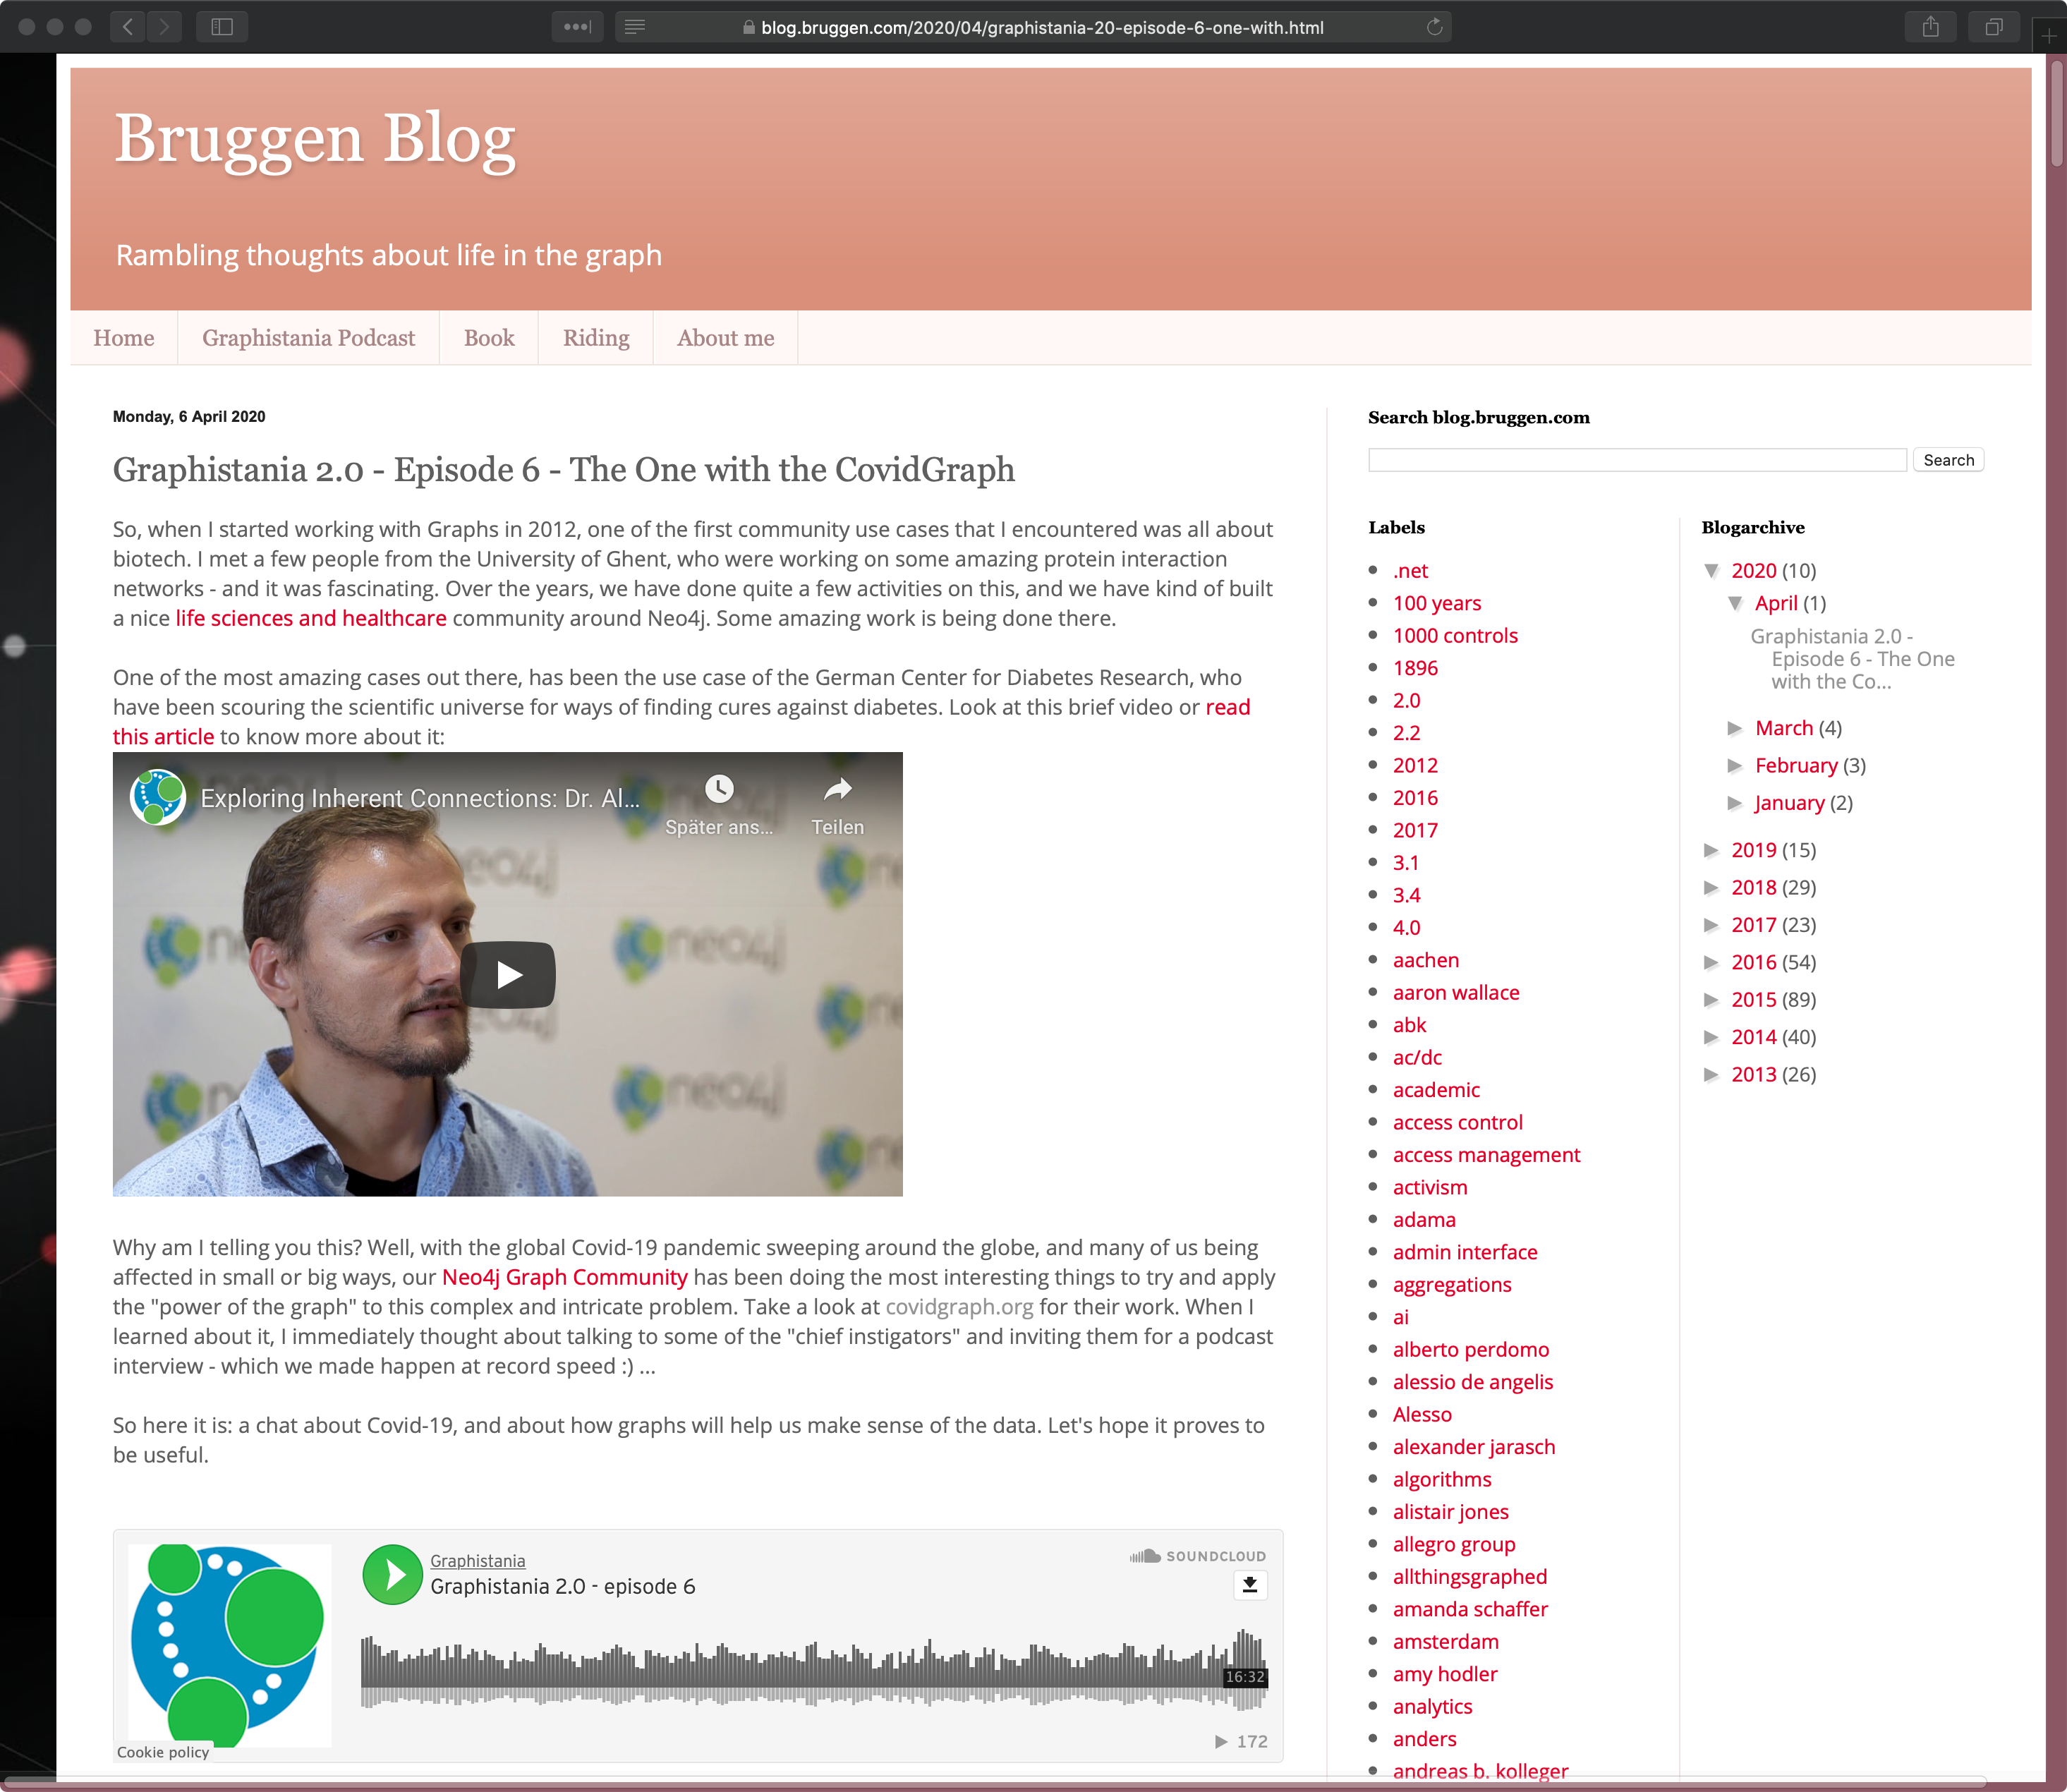 blog.bruggen.com/2020/04/graphistania-20-episode-6-one-with.html
Bruggen Blog
Rambling thoughts about life in the graph
Home
Graphistania Podcast
Book
Riding
About me
Monday, 6 April 2020
Graphistania 2.0 - Episode 6 - The One with the CovidGraph
So, when I started working with Graphs in 2012, one of the first community use cases that I encountered was all about
biotech. I met a few people from the University of Ghent, who were working on some amazing protein interaction
networks - and it was fascinating. Over the years, we have done quite a few activities on this, and we have kind of built
a nice life sciences and healthcare community around Neo4j. Some amazing work is being done there.
One of the most amazing cases out there, has been the use case of the German Center for Diabetes Research, who
have been scouring the scientific universe for ways of finding cures against diabetes. Look at this brief video or read
this article to know more about it:
Exploring Inherent Connections: Dr. Al...
Später ans...
Teilen
neo4j
neo4j
neo4j
Why am I telling you this? Well, with the global Covid-19 pandemic sweeping around the globe, and many of us being
affected in small or big ways, our Neo4j Graph Community has been doing the most interesting things to try and apply
the "power of the graph" to this complex and intricate problem. Take a look at covidgraph.org for their work. When I
learned about it, I immediately thought about talking to some of the "chief instigators" and inviting them for a podcast
interview - which we made happen at record speed :) ...
So here it is: a chat about Covid-19, and about how graphs will help us make sense of the data. Let's hope it proves to
be useful.
Graphistania
Graphistania 2.0 - episode 6
SOUNDCLOUD
16:32
172
Cookie policy
Search blog.bruggen.com
Search
Labels
.net
100 years
1000 controls
1896
2.0
2.2
2012
2016
2017
3.1
3.4
4.0
aachen
aaron wallace
abk
ac/dc
academic
access control
access management
activism
adama
admin interface
aggregations
ai
alberto perdomo
alessio de angelis
Alesso
alexander jarasch
algorithms
alistair jones
allegro group
allthingsgraphed
amanda schaffer
amsterdam
amy hodler
analytics
anders
andreas b. kolleger
Blogarchive
2020 (10)
April (1)
Graphistania 2.0 -
Episode 6 - The One
with the Co...
March (4)
February (3)
January (2)
2019 (15)
2018 (29)
2017 (23)
2016 (54)
2015 (89)
2014 (40)
2013 (26)